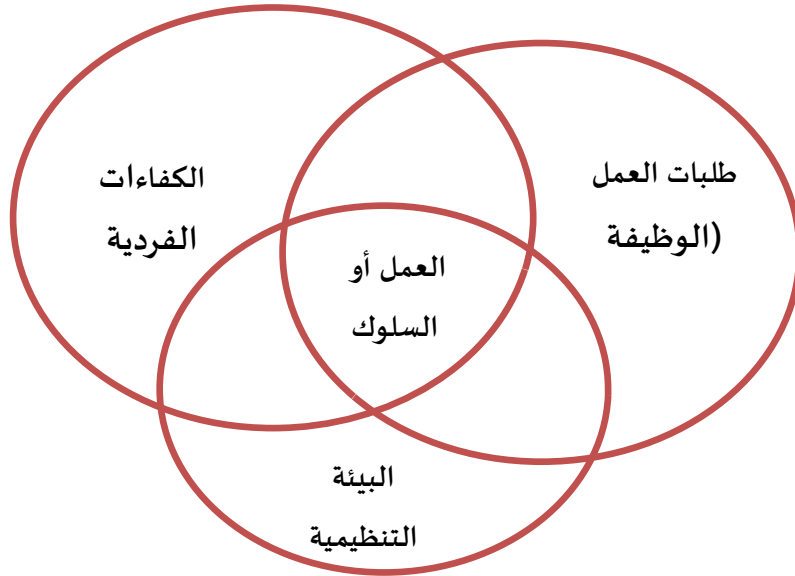 طلبات العمل
(الوظيفة
الكفاءات
الفردية
العمل أو
السلوك
البيئة
التنظيمية